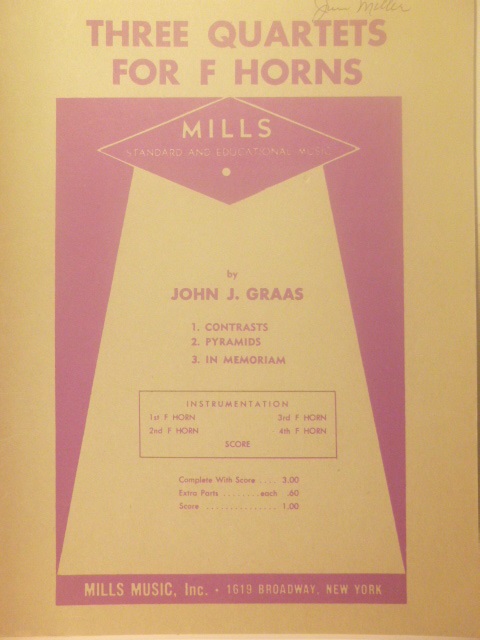 Jim Miller
THREE QUARTETS
FOR F HORNS
MILLS
STANDARD AND EDUCATIONAL MUSIC
by
JOHN J. GRAAS
1. CONTRASTS
2. PYRAMIDS
3. IN MEMORIAM
INSTRUMENTATION
1st F HORN 3rd F HORN
2nd F HORN 4th F HORN
SCORE
Complete With Score .... 3.00
Extra Parts ........ each .60
Score ............... 1.00
MILLS MUSIC, Inc. • 1619 BROADWAY, NEW YORK